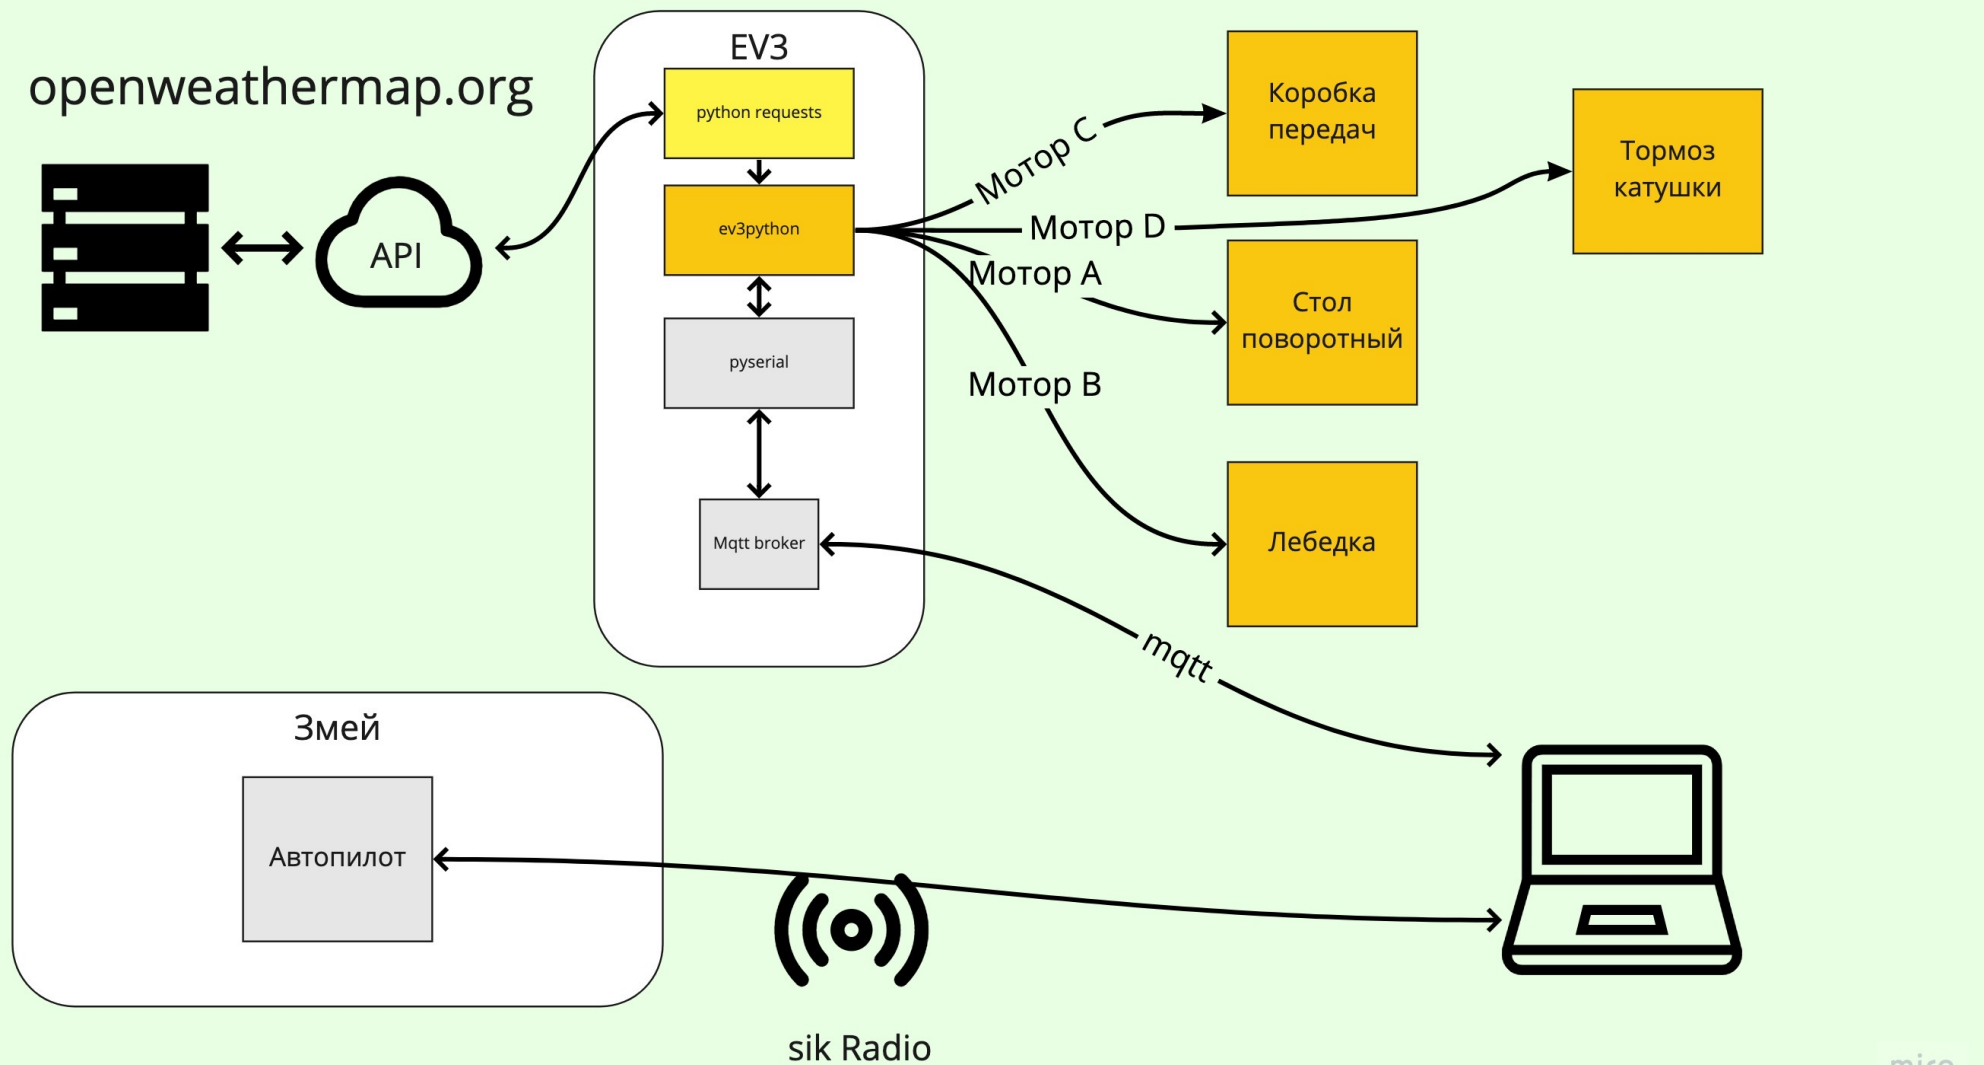 openweathermap.org
API
EV3
python requests
ev3python
pyserial
Mqtt broker
Мотор C
Мотор D
Мотор A
Мотор B
Коробка
передач
Тормоз
катушки
Стол
поворотный
Лебедка
mqtt
Змей
Автопилот
sik Radio
miro